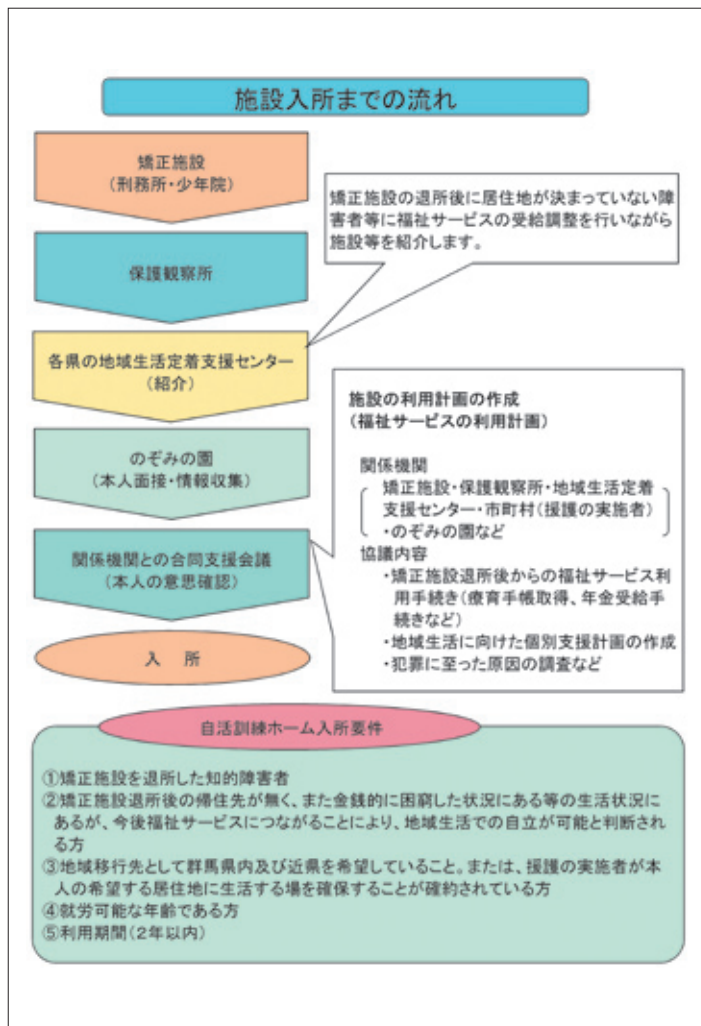 施設入所までの流れ
矯正施設
(刑務所・少年院)
保護観察所
各県の地域生活定着支援センター
(紹介)
のぞみの園
(本人面接・情報収集)
関係機関との合同支援会議
(本人の意思確認)
入　所
矯正施設の退所後に居住地が決まっていない障
害者等に福祉サービスの受給調整を行いながら
施設等を紹介します。
施設の利用計画の作成
(福祉サービスの利用計画)
関係機関
矯正施設・保護観察所・地域生活定着
支援センター・市町村(援護の実施者)
・のぞみの園など
協議内容
・矯正施設退所後からの福祉サービス利
用手続き(療育手帳取得、年金受給手
続きなど)
・地域生活に向けた個別支援計画の作成
・犯罪に至った原因の調査など
自活訓練ホーム入所要件
①矯正施設を退所した知的障害者
②矯正施設退所後の帰住先が無く、また金銭的に困窮した状況にある等の生活状況に
あるが、今後福祉サービスにつながることにより、地域生活での自立が可能と判断され
る方
③地域移行先として群馬県内及び近県を希望していること。または、援護の実施者が本
人の希望する居住地に生活する場を確保することが確約されている方
④就労可能な年齢である方
⑤利用期間(2年以内)